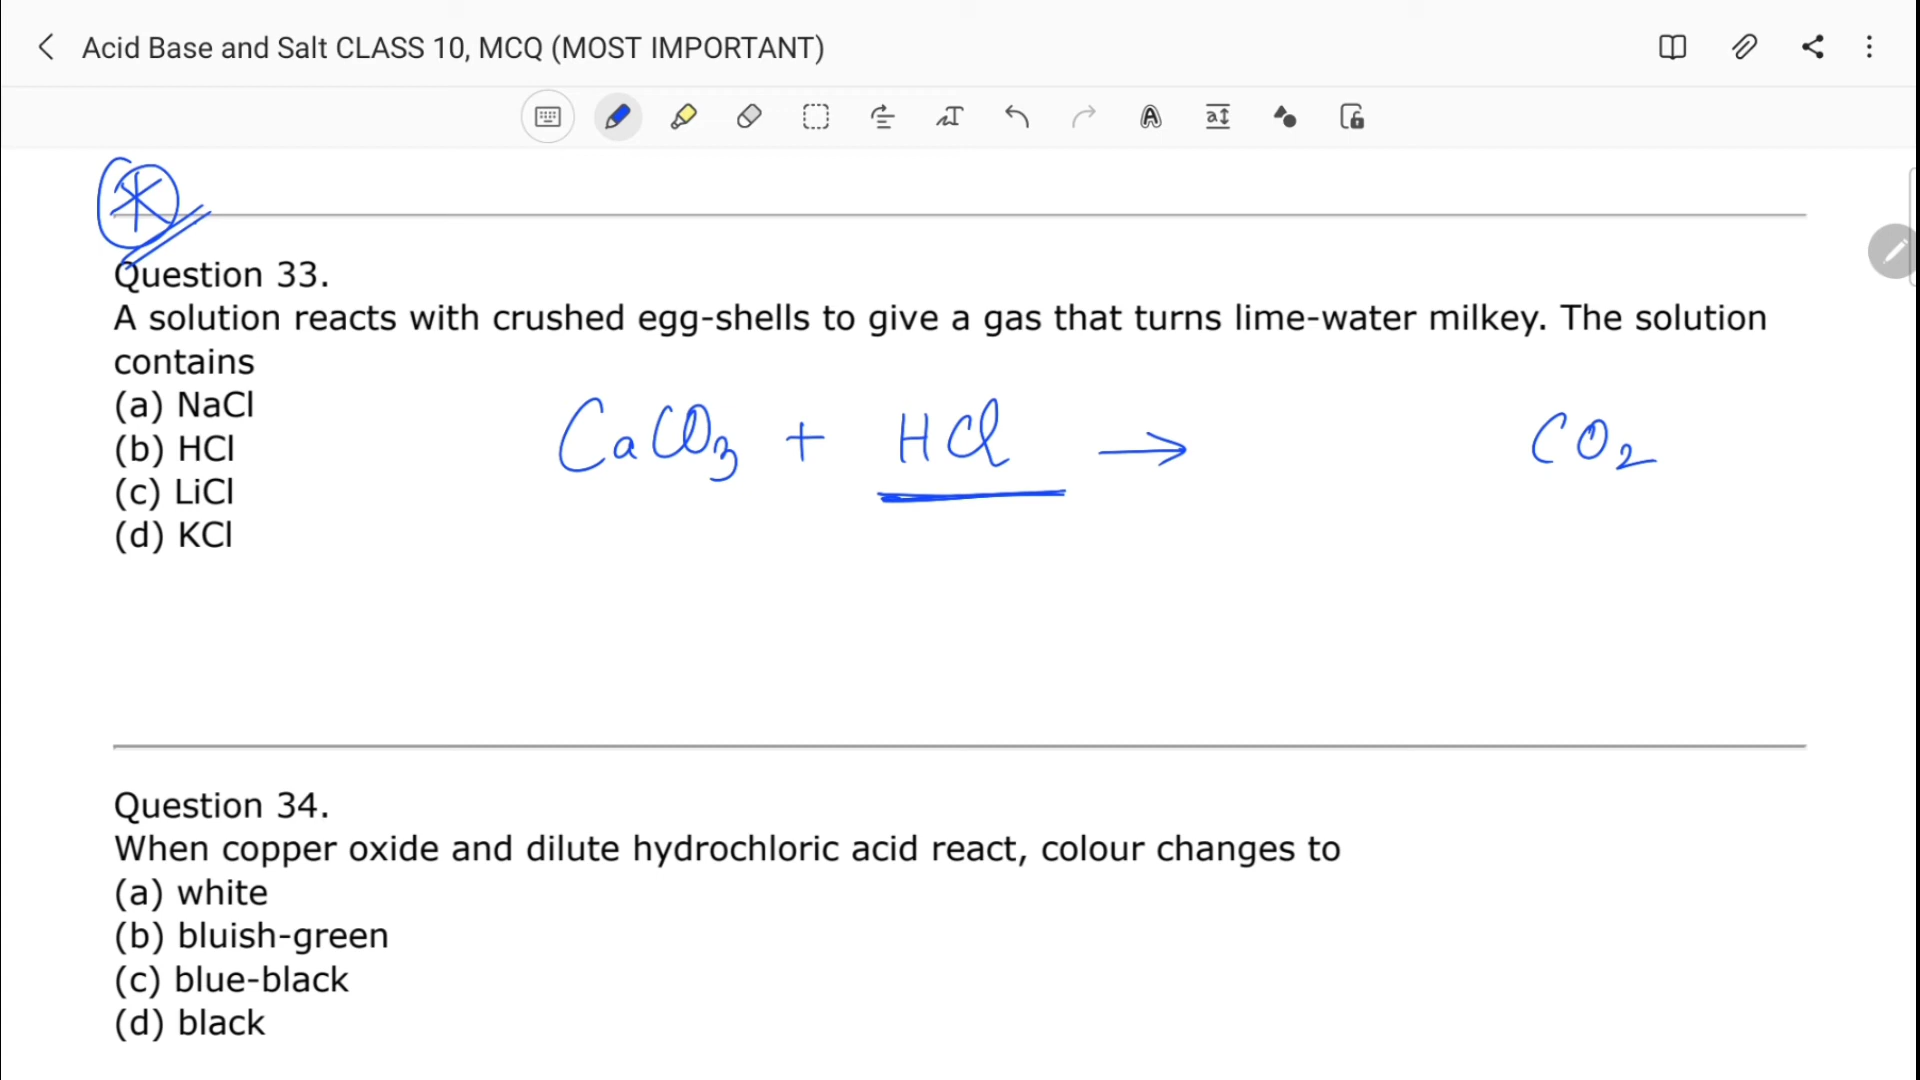 Acid Base and Salt CLASS 10, MCQ (MOST IMPORTANT)
Question 33.
A solution reacts with crushed egg-shells to give a gas that turns lime-water milkey. The solution
contains
(a) NaCl
(b) HCl
(c) LiCl
(d) KCl
CaCO3 + HCl → CO2
Question 34.
When copper oxide and dilute hydrochloric acid react, colour changes to
(a) white
(b) bluish-green
(c) blue-black
(d) black